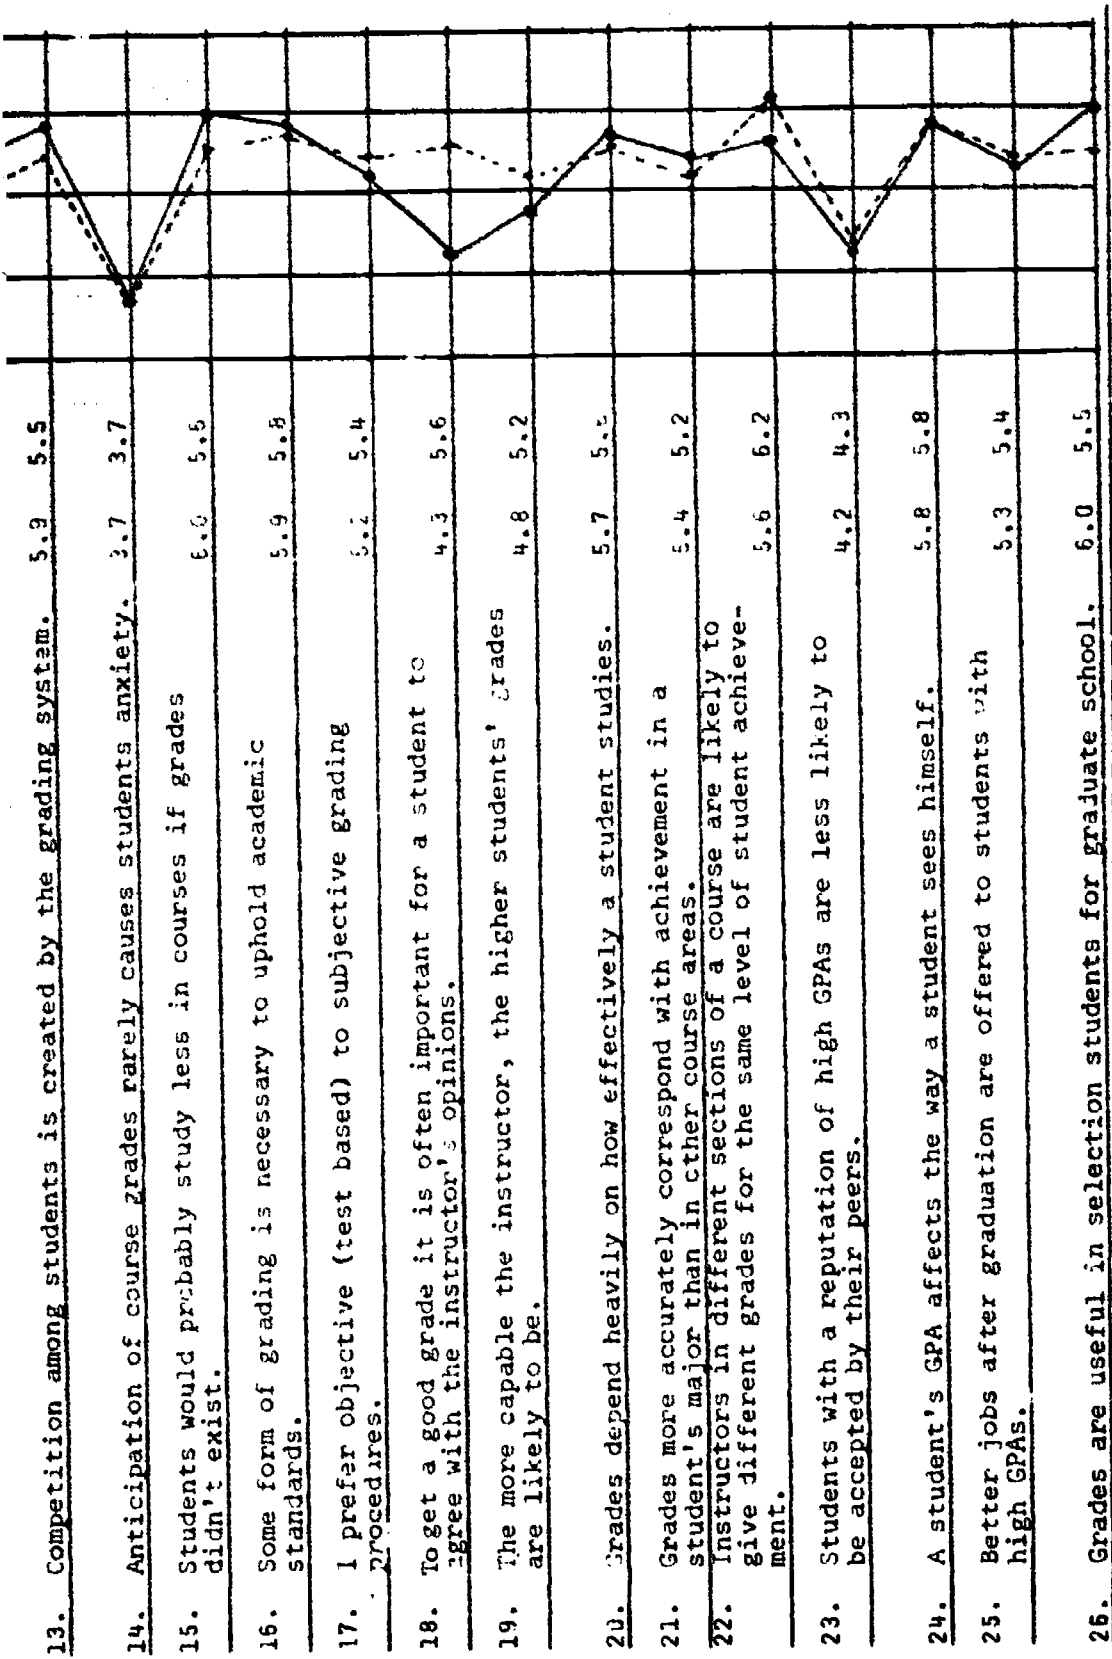 13. Competition among students is created by the grading system. 5.9 5.5
14. Anticipation of course grades rarely causes students anxiety. 3.7 3.7
15. Students would probably study less in courses if grades 6.0 5.5
didn't exist.
16. Some form of grading is necessary to uphold academic 5.9 5.8
standards.
17. I prefer objective (test based) to subjective grading 5.4
procedures.
18. To get a good grade it is often important for a student to 4.3 5.6
agree with the instructor's opinions.
19. The more capable the instructor, the higher students' grades 4.8 5.2
are likely to be.
20. Grades depend heavily on how effectively a student studies. 5.7
21. Grades more accurately correspond with achievement in a 5.4 5.2
student's major than in other course areas.
22. Instructors in different sections of a course are likely to
give different grades for the same level of student achieve- 5.6 6.2
ment.
23. Students with a reputation of high GPAs are less likely to 4.2 4.3
be accepted by their peers.
24. A student's GPA affects the way a student sees himself. 5.8 5.8
25. Better jobs after graduation are offered to students with 5.3 5.4
high GPAs.
26. Grades are useful in selection students for graduate school. 6.0 5.5